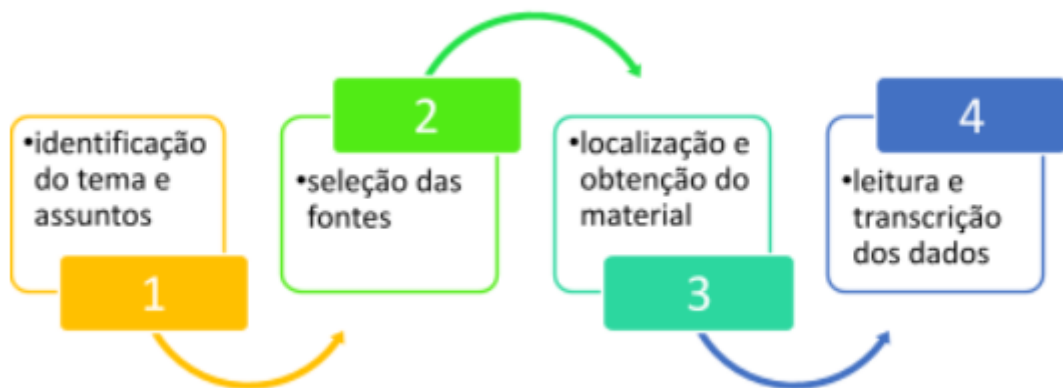 1
•identificação
do tema e
assuntos
2
•seleção das
fontes
3
•localização e
obtenção do
material
4
•leitura e
transcrição
dos dados